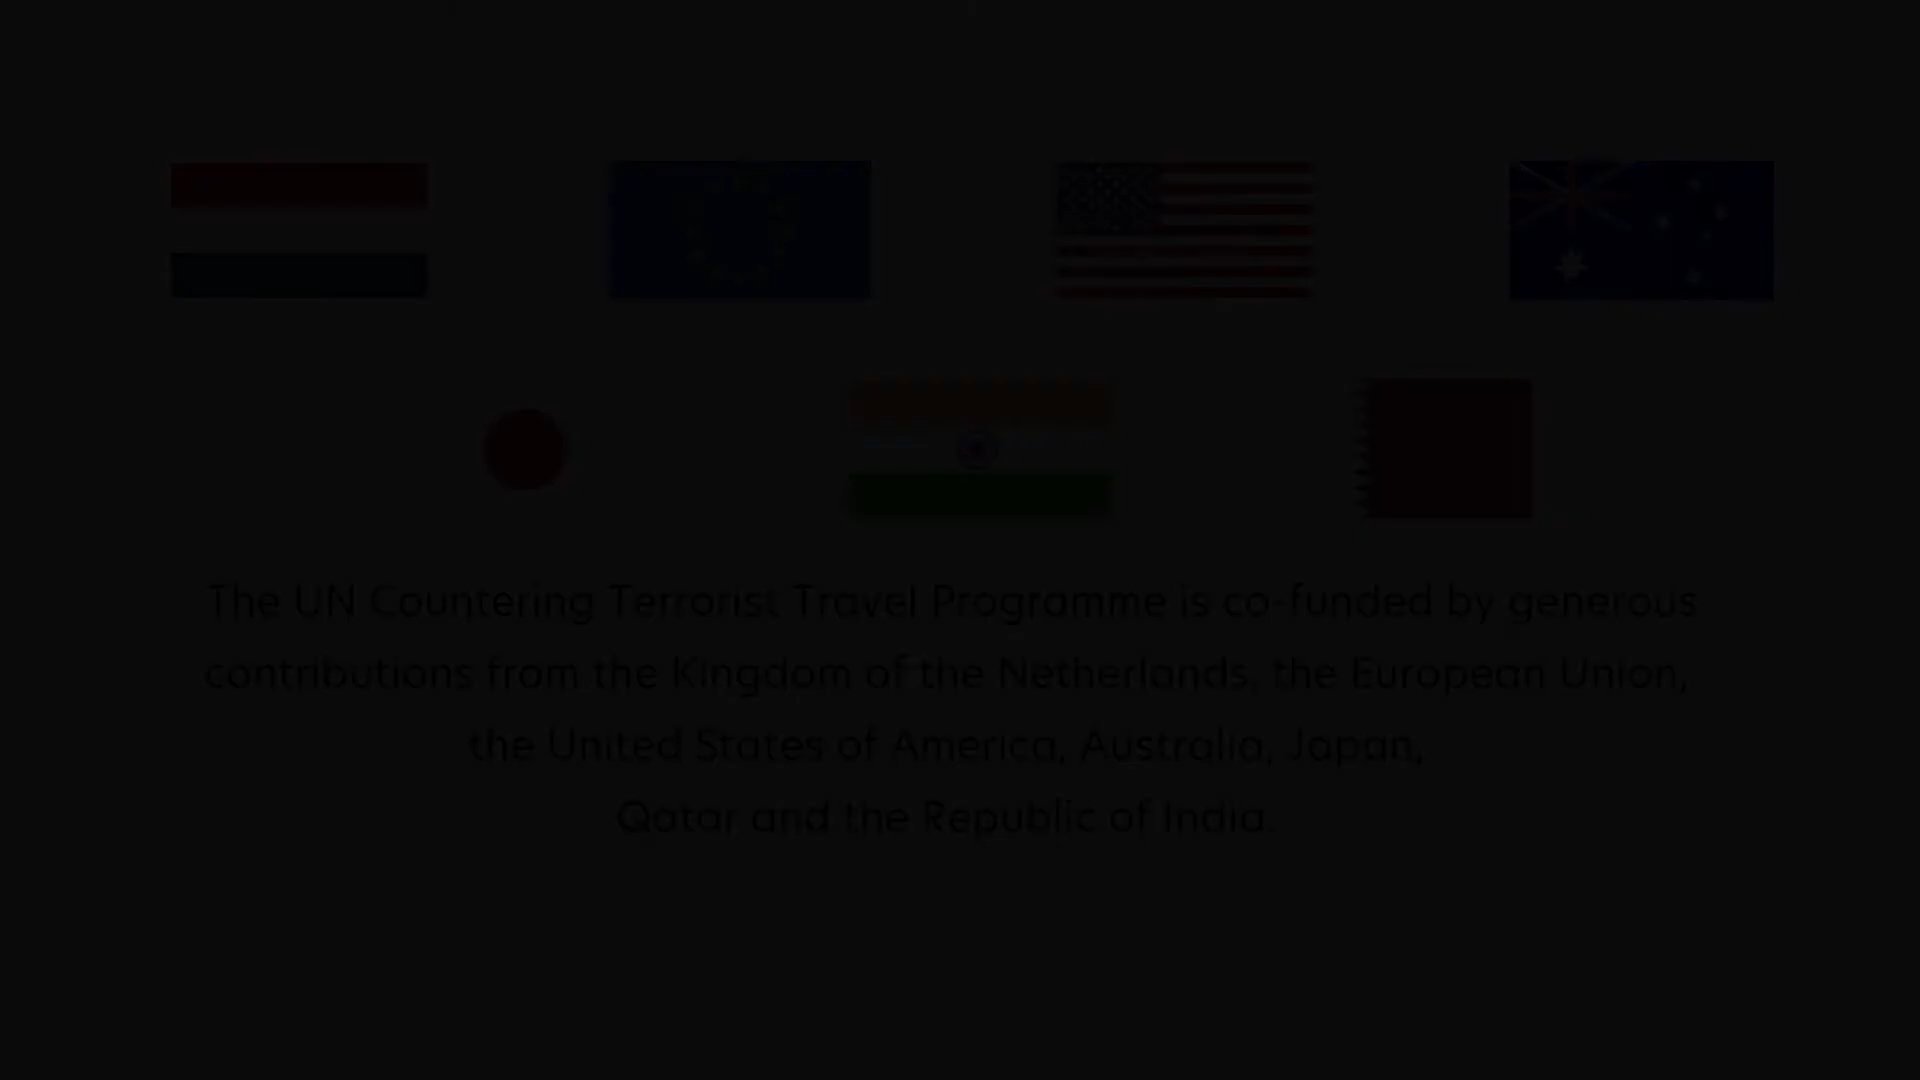 The UN Countering Terrorist Travel Programme is co-funded by generous
contributions from the Kingdom of the Netherlands, the European Union,
the United States of America, Australia, Japan,
Qatar and the Republic of India.